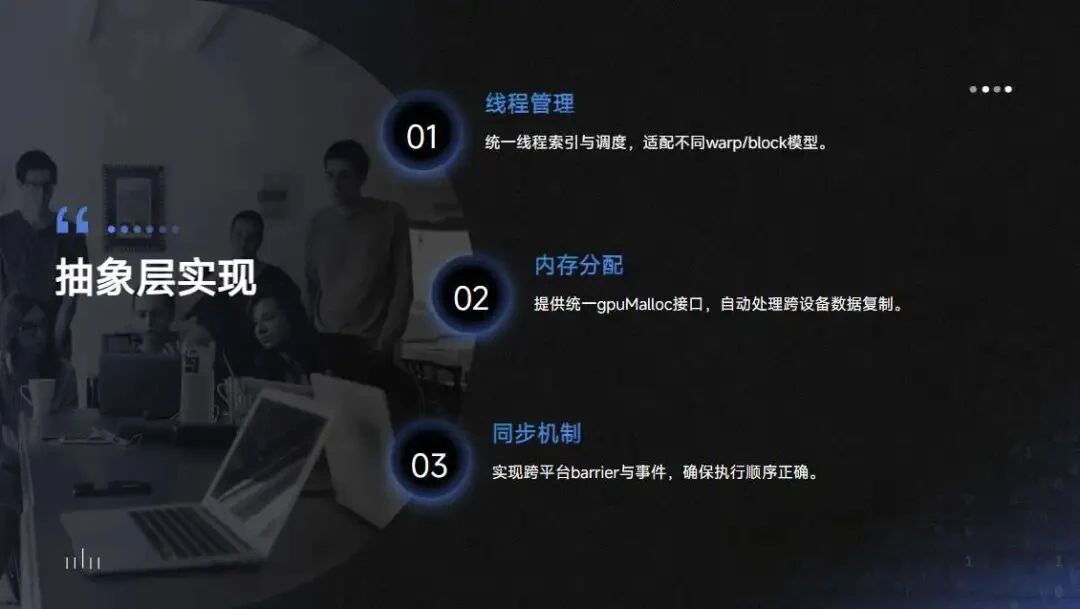 抽象层实现
01
线程管理
统一线程索引与调度，适配不同warp/block模型。
02
内存分配
提供统一gpuMalloc接口，自动处理跨设备数据复制。
03
同步机制
实现跨平台barrier与事件，确保执行顺序正确。